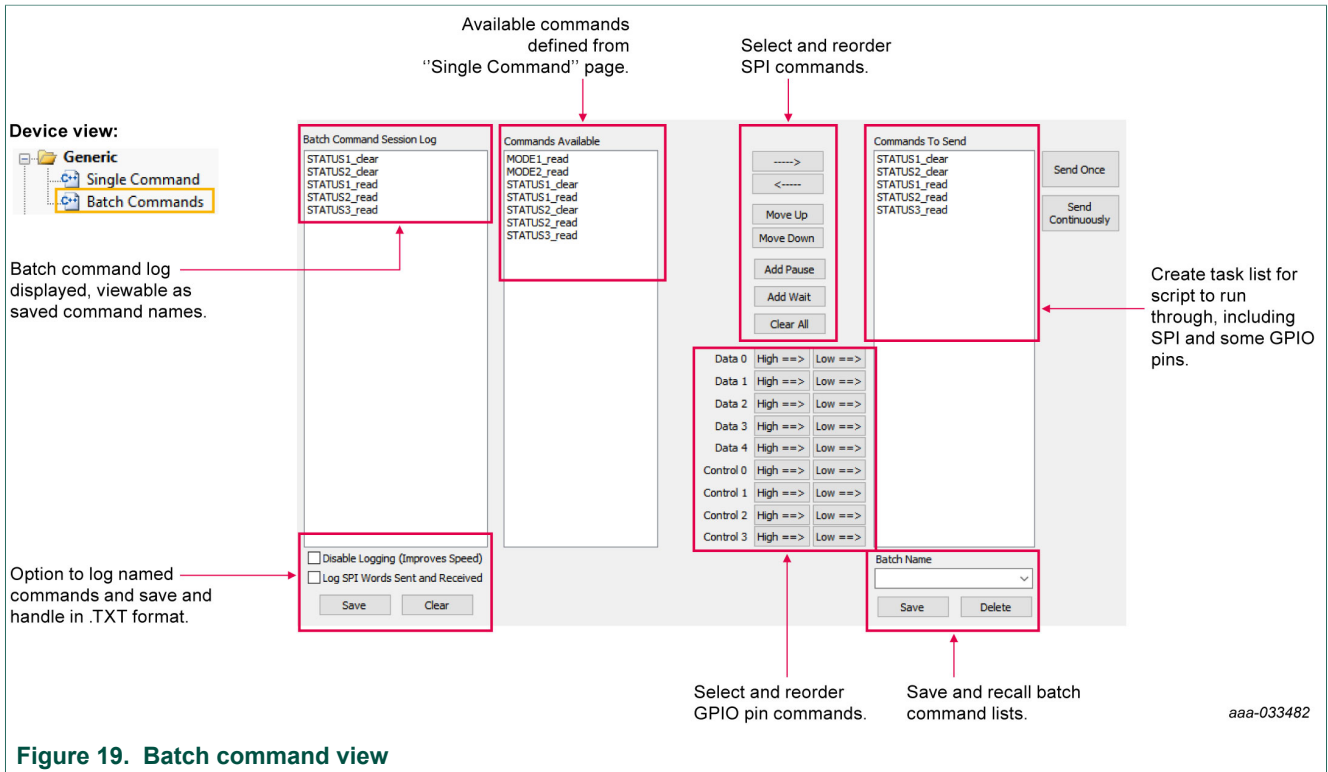 Available commands
defined from
‘‘Single Command’’ page.
Select and reorder
SPI commands.
Device view:
Generic
Single Command
Batch Commands
Batch command log
displayed, viewable as
saved command names.
Option to log named
commands and save and
handle in .TXT format.
Batch Command Session Log
STATUS1_clear
STATUS2_clear
STATUS1_read
STATUS2_read
STATUS3_read
Disable Logging (Improves Speed)
Log SPI Words Sent and Received
Save Clear
Commands Available
MODE1_read
MODE2_read
STATUS1_clear
STATUS1_read
STATUS2_clear
STATUS2_read
STATUS3_read
----->
<-----
Move Up
Move Down
Add Pause
Add Wait
Clear All
Data 0 High ==> Low ==>
Data 1 High ==> Low ==>
Data 2 High ==> Low ==>
Data 3 High ==> Low ==>
Data 4 High ==> Low ==>
Control 0 High ==> Low ==>
Control 1 High ==> Low ==>
Control 2 High ==> Low ==>
Control 3 High ==> Low ==>
Commands To Send
STATUS1_clear
STATUS2_clear
STATUS1_read
STATUS2_read
STATUS3_read
Send Once
Send
Continuously
Batch Name
Save Delete
Create task list for
script to run
through, including
SPI and some GPIO
pins.
Select and reorder
GPIO pin commands.
Save and recall batch
command lists.
aaa-033482
Figure 19. Batch command view